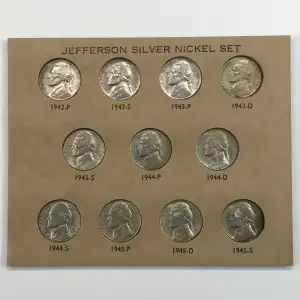 JEFFERSON SILVER NICKEL SET
1942-P 1942-S 1943-P 1943-D
1943-S 1944-P 1944-D
1944-S 1945-P 1945-D 1945-S